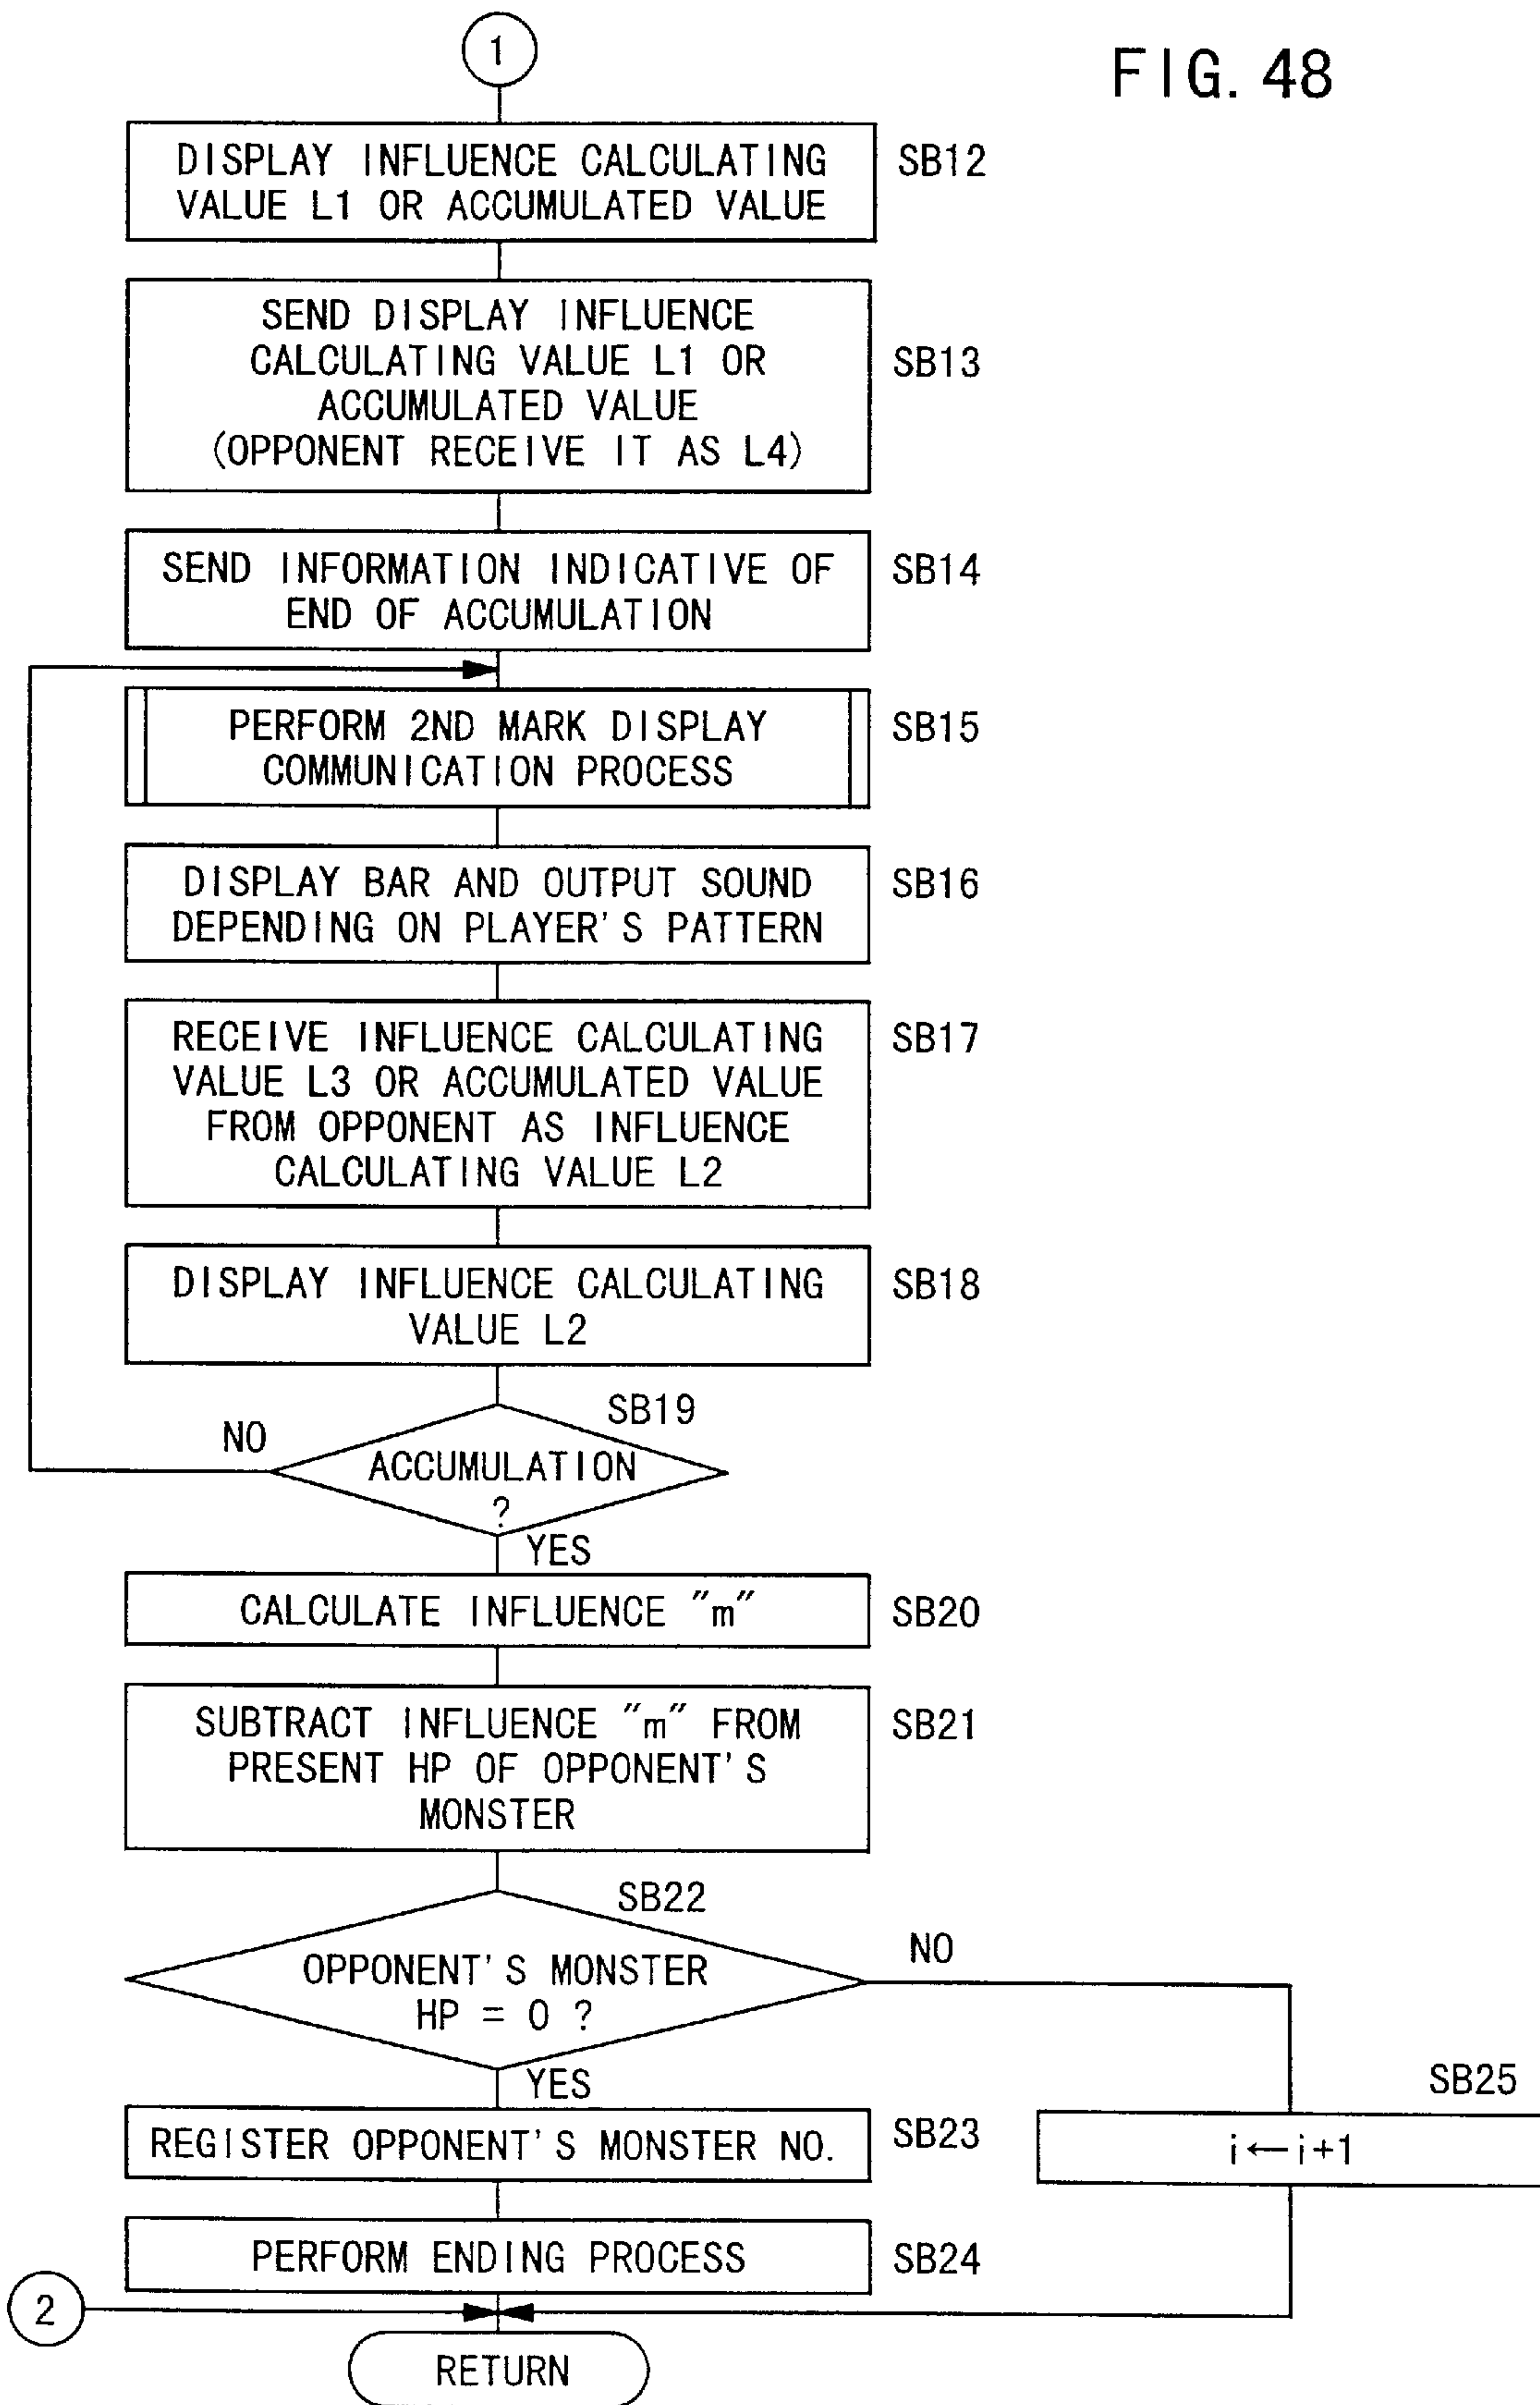 1
FIG. 48
DISPLAY INFLUENCE CALCULATING
VALUE L1 OR ACCUMULATED VALUE
SB12
SEND DISPLAY INFLUENCE
CALCULATING VALUE L1 OR
ACCUMULATED VALUE
(OPPONENT RECEIVE IT AS L4)
SB13
SEND INFORMATION INDICATIVE OF
END OF ACCUMULATION
SB14
PERFORM 2ND MARK DISPLAY
COMMUNICATION PROCESS
SB15
DISPLAY BAR AND OUTPUT SOUND
DEPENDING ON PLAYER'S PATTERN
SB16
RECEIVE INFLUENCE CALCULATING
VALUE L3 OR ACCUMULATED VALUE
FROM OPPONENT AS INFLUENCE
CALCULATING VALUE L2
SB17
DISPLAY INFLUENCE CALCULATING
VALUE L2
SB18
SB19
NO
ACCUMULATION
?
YES
CALCULATE INFLUENCE "m"
SB20
SUBTRACT INFLUENCE "m" FROM
PRESENT HP OF OPPONENT'S
MONSTER
SB21
SB22
OPPONENT'S MONSTER
HP = 0 ?
NO
YES
SB25
REGISTER OPPONENT'S MONSTER NO.
SB23
i←i+1
PERFORM ENDING PROCESS
SB24
2
RETURN